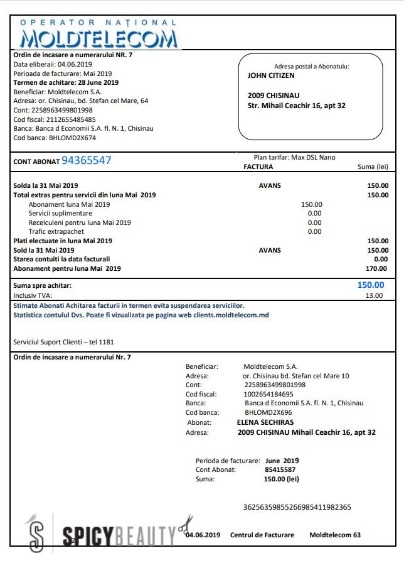 OPERATOR NAȚIONAL
MOLDTELECOM
Ordin de incasare a numerarului NR. 7
Data eliberaii: 04.06.2019
Perioada de facturare: Mai 2019
Termen de achitare: 28 June 2019
Beneficiar: Moldtelecom S.A.
Adresa: or. Chisinau, bd. Stefan cel Mare, 64
Cont: 2258963499801998
Cod fiscal: 2112655485485
Banca: Banca d Economii S.A. fl. N. 1, Chisinau
Cod banca: BHLOMD2X674
Adresa postal a Abonatulu:
JOHN CITIZEN
2009 CHISINAU
Str. Mihail Ceachir 16, apt 32
CONT ABONAT 94365547
Plan tarifar: Max DSL Nano
FACTURA Suma (lei)
Solda la 31 Mai 2019 AVANS 150.00
Total extras pentru servicii din luna Mai 2019 150.00
Abonament luna Mai 2019 150.00
Servicii suplimentare 0.00
Recelculeni pentru luna Mai 2019 0.00
Trafic extrapachet 0.00
Plati electuate in luna Mai 2019 150.00
Sold la 31 Mai 2019 AVANS 150.00
Starea contuiti la data facturali 0.00
Abonament pentru luna Mai 2019 170.00
Suma spre achitar: 150.00
Inclusiv TVA: 13.00
Stimate Abonati Achitarea facturii in termen evita suspendarea serviciilor.
Statistica contulul Dvs. Poate fi vizualizata pe pagina web clients.moldtelecom.md
Serviciul Suport Clienti – tel 1181
Ordin de incasare a numerarului Nr. 7
Beneficiar: Moldtelecom S.A.
Adresa: or. Chisinau bd. Stefan cel Mare 10
Cont: 2258963499801998
Cod fiscal: 1002654184695
Banca: Banca d Economii S.A. fl. N. 1, Chisinau
Cod banca: BHLOMD2X696
Abonat: ELENA SECHIRAS
Adresa: 2009 CHISINAU Mihail Ceachir 16, apt 32
Perioda de facturare: June 2019
Cont Abonat: 85415587
Suma: 150.00 (lei)
36256359855266985411982365
SPICYBEAUTY
04.06.2019 Centrul de Facturare Moldtelecom 63